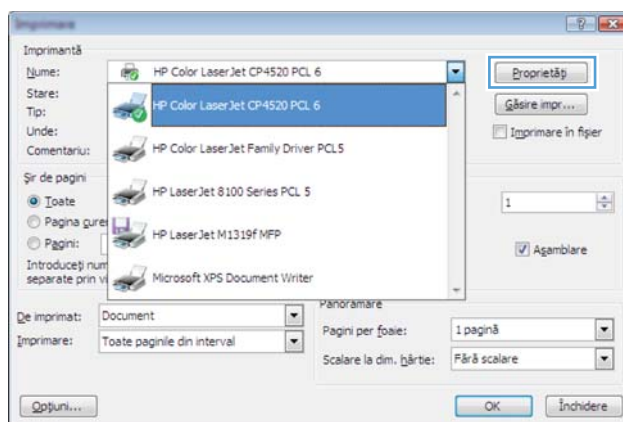 Imprimare
Imprimantă
Nume: HP Color LaserJet CP4520 PCL 6 Proprietăți
Stare: HP Color LaserJet CP4520 PCL 6 Găsire impr...
Tip:
Unde: Imprimare în fișier
Comentariu: HP Color LaserJet Family Driver PCL5
Șir de pagini HP LaserJet 8100 Series PCL 5
Toate 1
Pagina curen
Pagini: HP LaserJet M1319f MFP Asamblare
Introduceți num
separate prin vi Microsoft XPS Document Writer
Panoramare
De imprimat: Document Pagini per foaie: 1 pagină
Imprimare: Toate paginile din interval
Scalare la dim. hârtie: Fără scalare
Opțiuni... OK Închidere